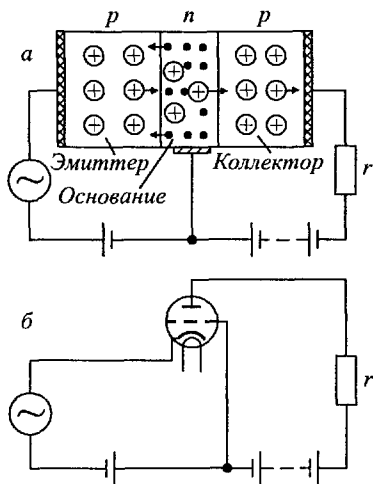 p n p
а
Эмиттер
Коллектор
Основание
r
б
r